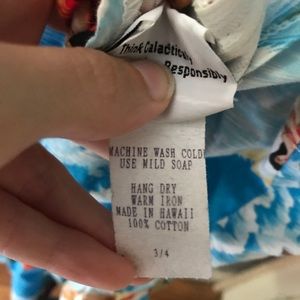 Think Galactically
Responsibly
MACHINE WASH COLD
USE MILD SOAP
HANG DRY
WARM IRON
MADE IN HAWAII
100% COTTON
3/4